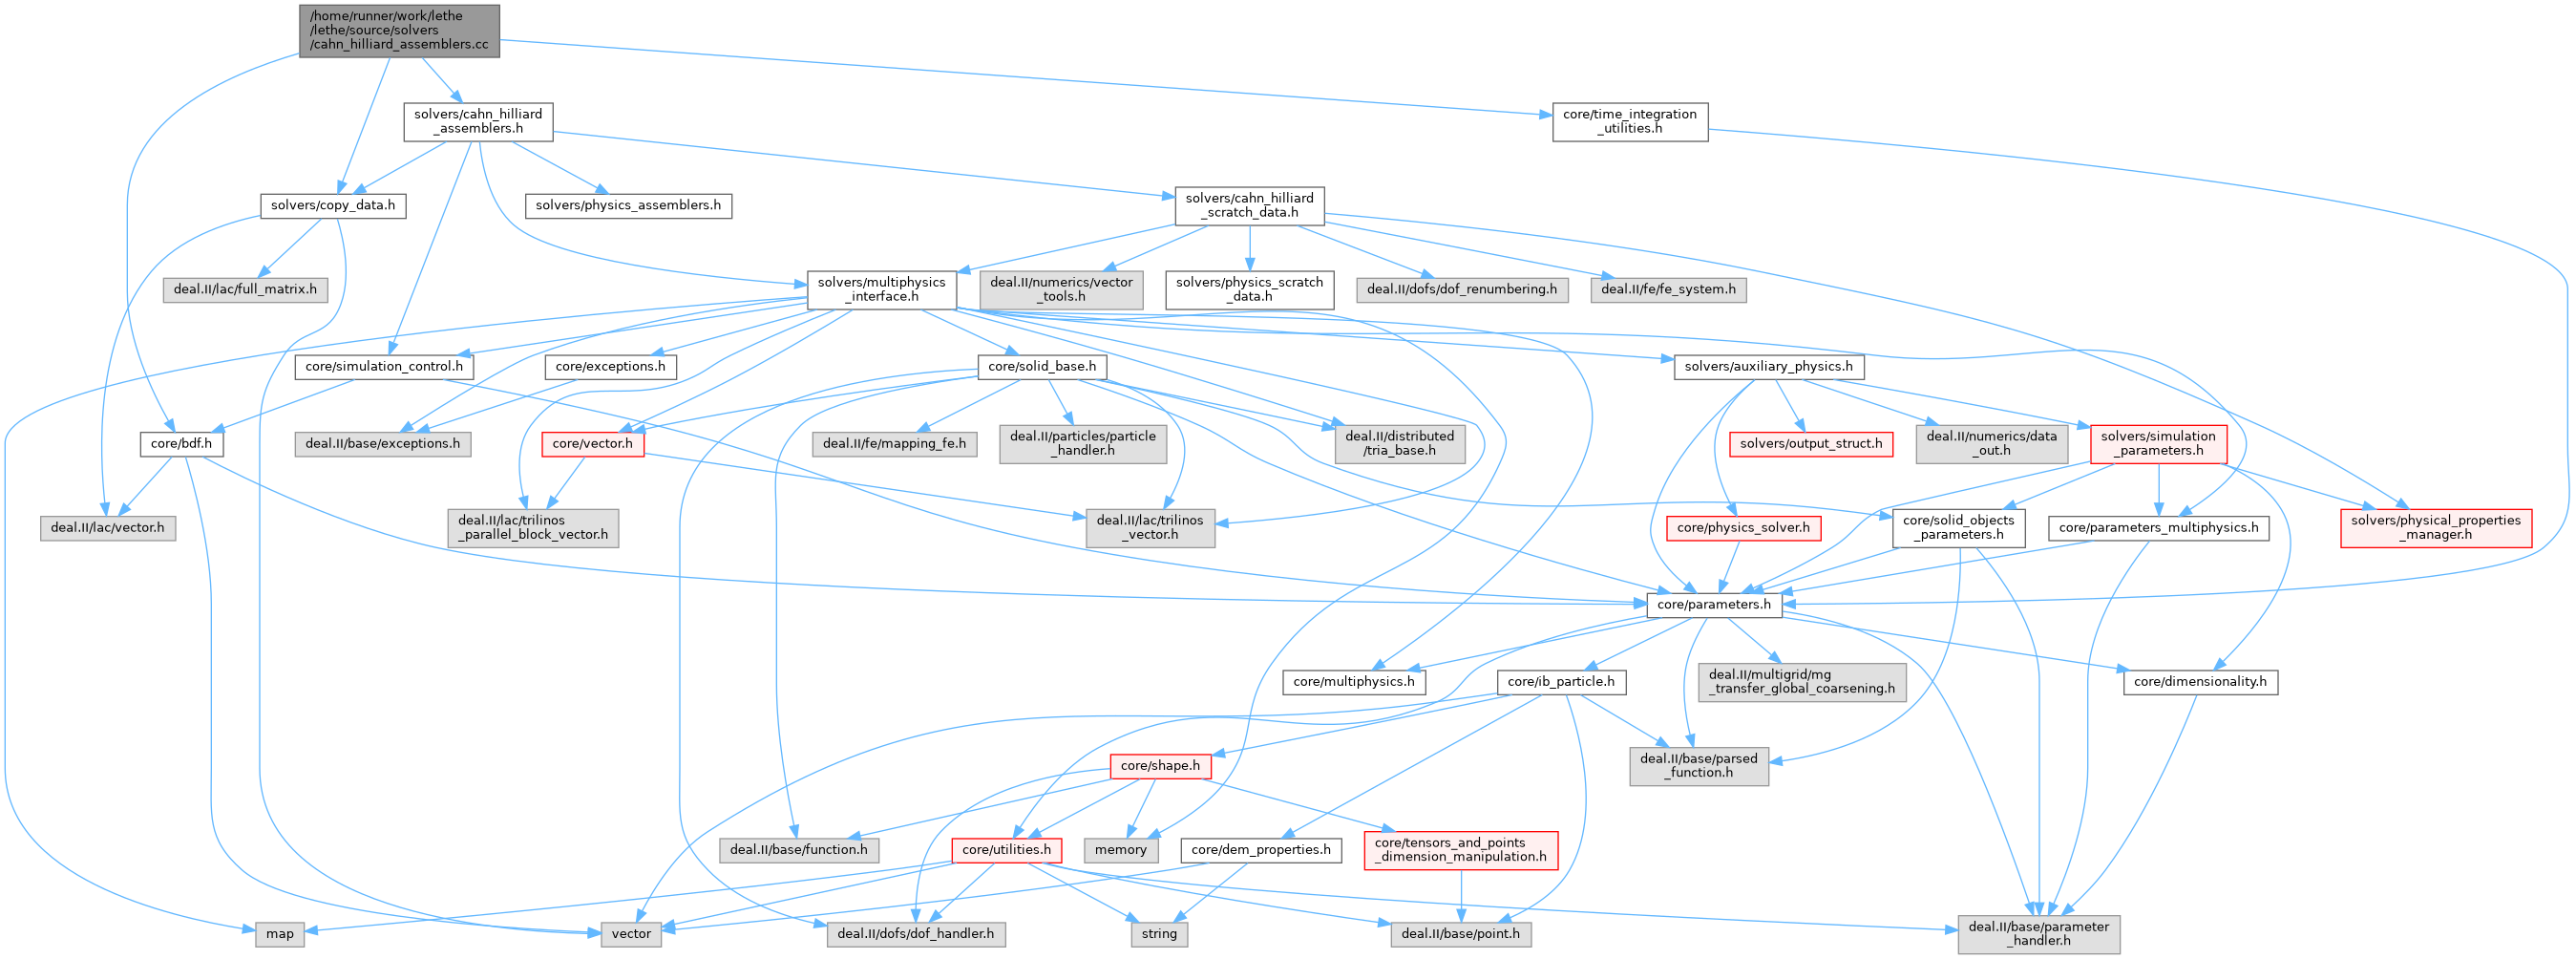 /home/runner/work/lethe
/lethe/source/solvers
/cahn_hilliard_assemblers.cc
solvers/cahn_hilliard
_assemblers.h
core/time_integration
_utilities.h
solvers/copy_data.h
solvers/physics_assemblers.h
solvers/cahn_hilliard
_scratch_data.h
deal.II/lac/full_matrix.h
solvers/multiphysics
_interface.h
deal.II/numerics/vector
_tools.h
solvers/physics_scratch
_data.h
deal.II/dofs/dof_renumbering.h
deal.II/fe/fe_system.h
core/simulation_control.h
core/exceptions.h
core/solid_base.h
solvers/auxiliary_physics.h
core/bdf.h
deal.II/base/exceptions.h
core/vector.h
deal.II/fe/mapping_fe.h
deal.II/particles/particle
_handler.h
deal.II/distributed
/tria_base.h
solvers/output_struct.h
deal.II/numerics/data
_out.h
solvers/simulation
_parameters.h
deal.II/lac/vector.h
deal.II/lac/trilinos
_parallel_block_vector.h
deal.II/lac/trilinos
_vector.h
core/physics_solver.h
core/solid_objects
_parameters.h
core/parameters_multiphysics.h
solvers/physical_properties
_manager.h
core/parameters.h
core/multiphysics.h
core/ib_particle.h
deal.II/multigrid/mg
_transfer_global_coarsening.h
core/dimensionality.h
core/shape.h
deal.II/base/parsed
_function.h
deal.II/base/function.h
core/utilities.h
memory
core/dem_properties.h
core/tensors_and_points
_dimension_manipulation.h
map
vector
deal.II/dofs/dof_handler.h
string
deal.II/base/point.h
deal.II/base/parameter
_handler.h